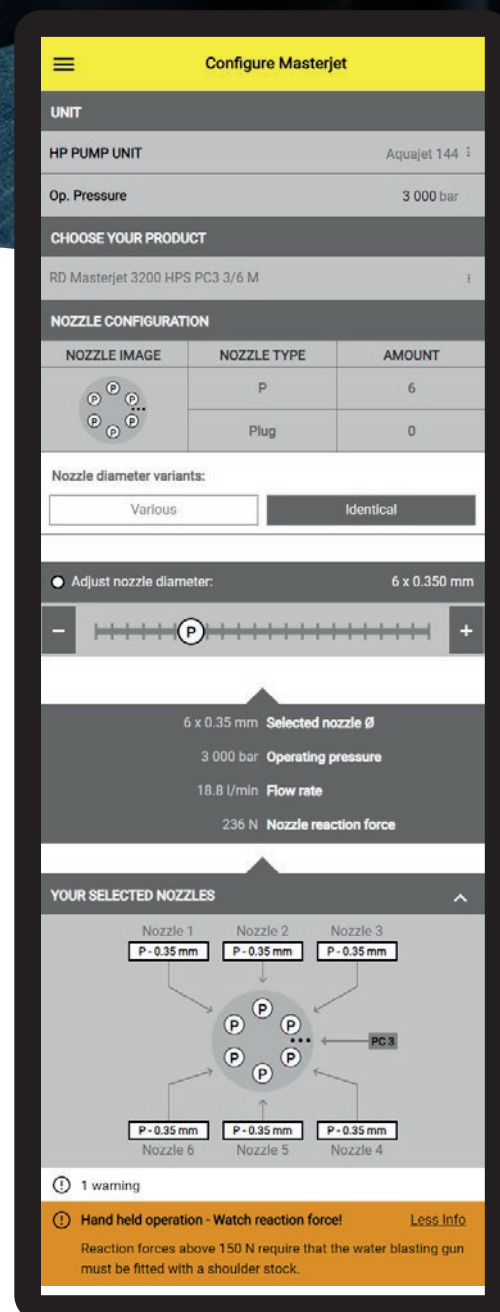 Configure Masterjet
UNIT
HP PUMP UNIT Aquajet 144
Op. Pressure 3 000 bar
CHOOSE YOUR PRODUCT
RD Masterjet 3200 HPS PC3 3/6 M
NOZZLE CONFIGURATION
NOZZLE IMAGE NOZZLE TYPE AMOUNT
P P P P P P
P 6
Plug 0
Nozzle diameter variants:
Various Identical
Adjust nozzle diameter: 6 x 0.350 mm
− P +
6 x 0.35 mm Selected nozzle Ø
3 000 bar Operating pressure
18.8 l/min Flow rate
236 N Nozzle reaction force
YOUR SELECTED NOZZLES
Nozzle 1 Nozzle 2 Nozzle 3
P - 0.35 mm P - 0.35 mm P - 0.35 mm
P
P P
PC 3
P P
P
P - 0.35 mm P - 0.35 mm P - 0.35 mm
Nozzle 6 Nozzle 5 Nozzle 4
1 warning
Hand held operation - Watch reaction force! Less Info
Reaction forces above 150 N require that the water blasting gun
must be fitted with a shoulder stock.